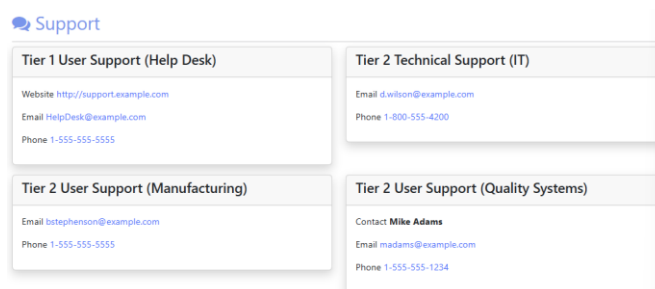 Support
Tier 1 User Support (Help Desk)
Website http://support.example.com
Email HelpDesk@example.com
Phone 1-555-555-5555
Tier 2 Technical Support (IT)
Email d.wilson@example.com
Phone 1-800-555-4200
Tier 2 User Support (Manufacturing)
Email bstephenson@example.com
Phone 1-555-555-5555
Tier 2 User Support (Quality Systems)
Contact Mike Adams
Email madams@example.com
Phone 1-555-555-1234